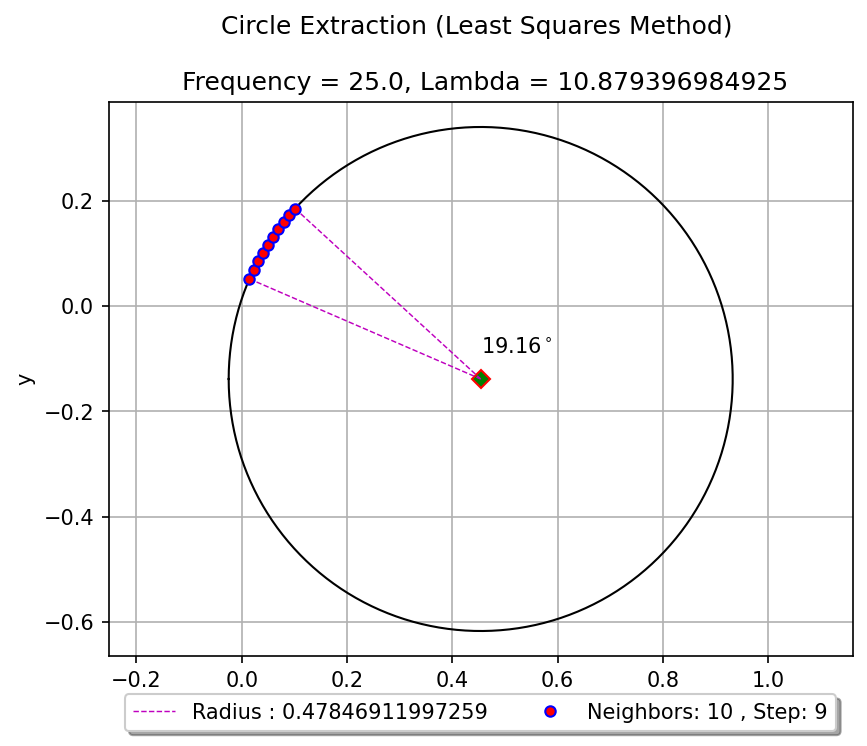 Circle Extraction (Least Squares Method)
Frequency = 25.0, Lambda = 10.879396984925
0.2
0.0
−0.2
−0.4
−0.6
y
19.16°
−0.2 0.0 0.2 0.4 0.6 0.8 1.0
Radius : 0.47846911997259 Neighbors: 10 , Step: 9